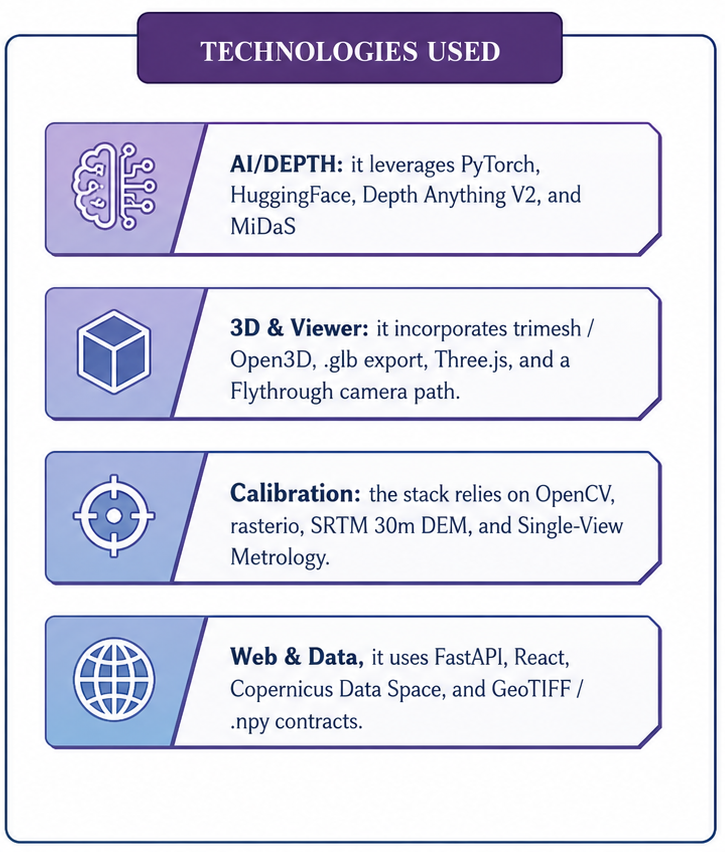 TECHNOLOGIES USED
AI/DEPTH: it leverages PyTorch,
HuggingFace, Depth Anything V2, and
MiDaS
3D & Viewer: it incorporates trimesh /
Open3D, .glb export, Three.js, and a
Flythrough camera path.
Calibration: the stack relies on OpenCV,
rasterio, SRTM 30m DEM, and Single-View
Metrology.
Web & Data, it uses FastAPI, React,
Copernicus Data Space, and GeoTIFF /
.npy contracts.